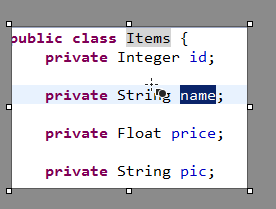 public class Items {
private Integer id;
private String name;
private Float price;
private String pic;